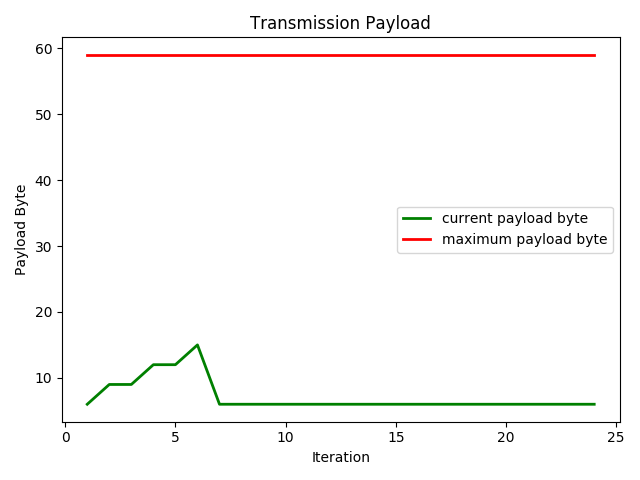 Transmission Payload
60
50
40
30
20
10
Payload Byte
current payload byte
maximum payload byte
0 5 10 15 20 25
Iteration